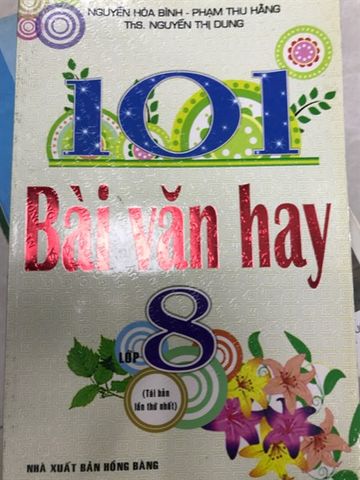 NGUYỄN HÒA BÌNH - PHẠM THU HẰNG
ThS. NGUYỄN THỊ DUNG
101
Bài văn hay
LỚP 8
(Tái bản
lần thứ nhất)
NHÀ XUẤT BẢN HỒNG BÀNG